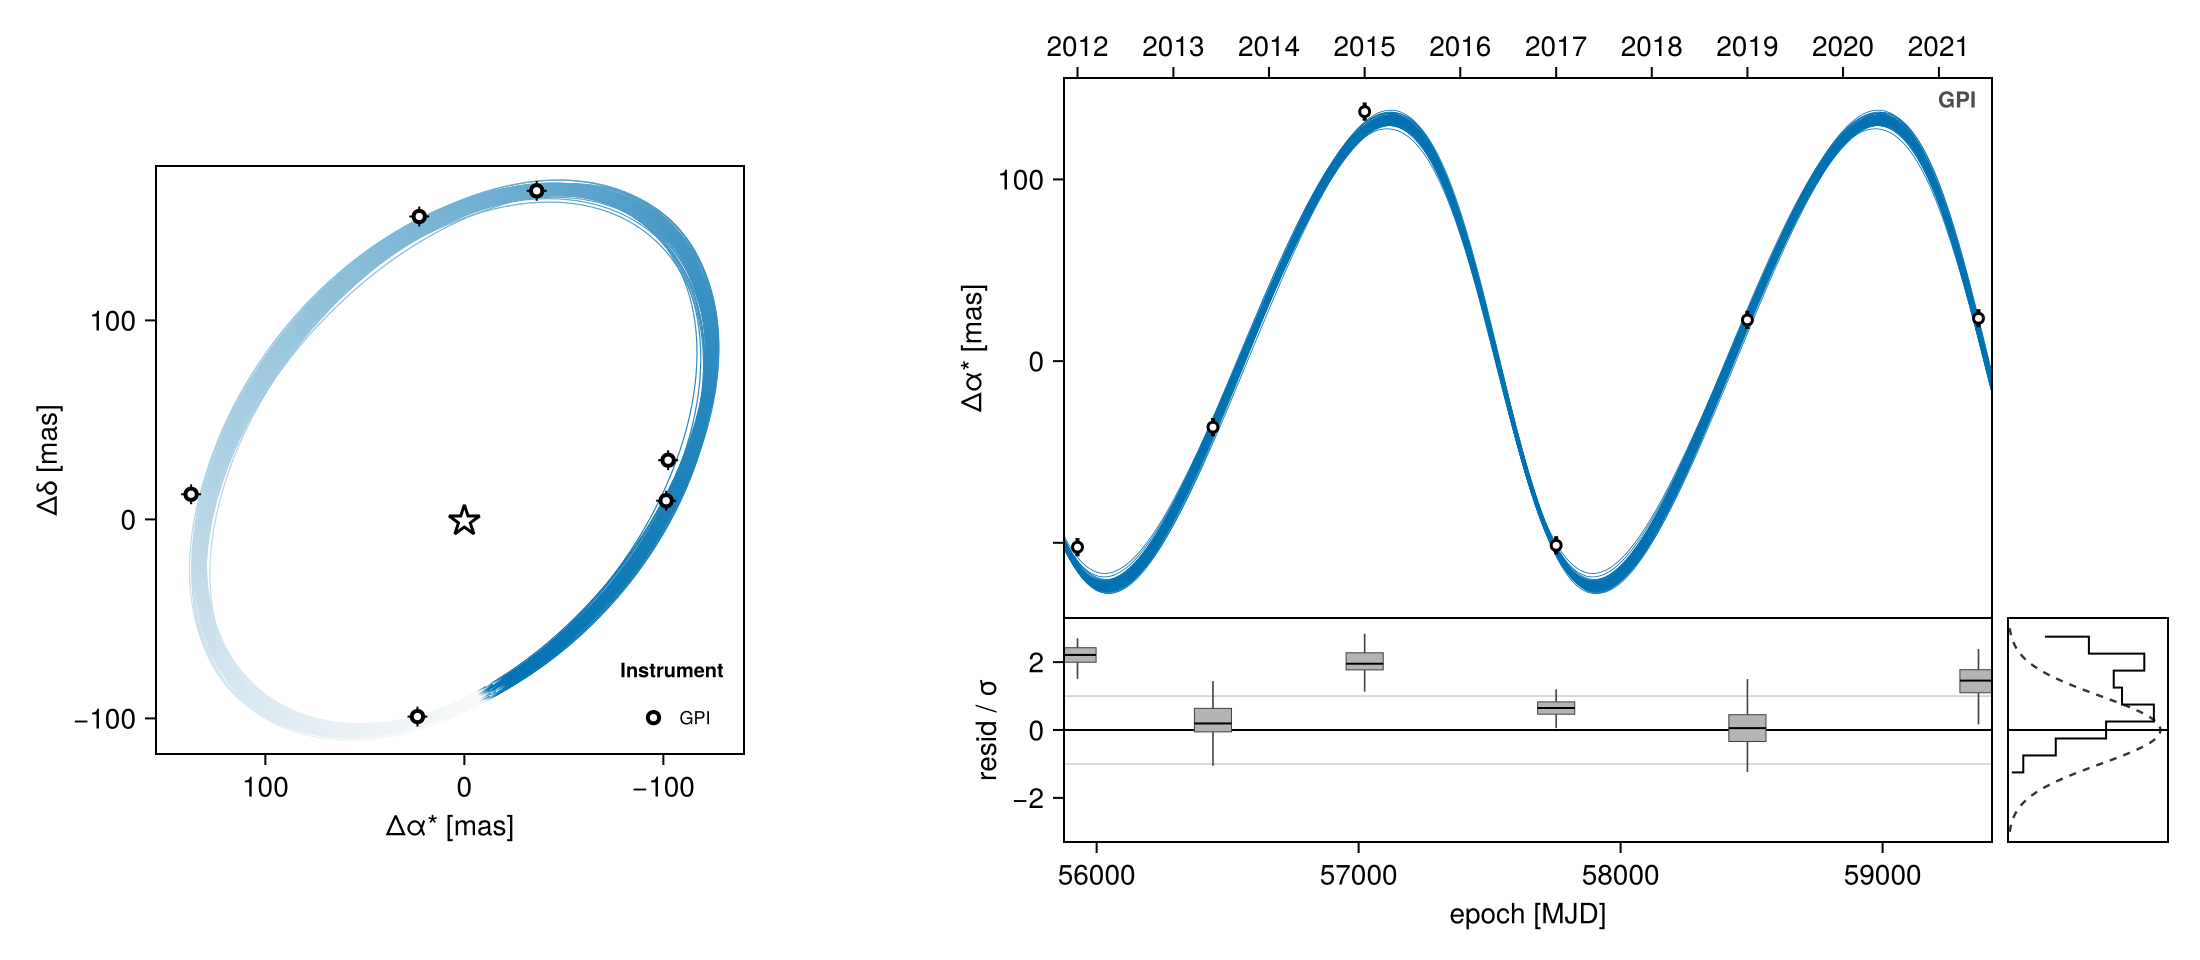 100
0
−100
Δδ [mas]
100
0
−100
Δα* [mas]
Instrument
GPI
2012 2013 2014 2015 2016 2017 2018 2019 2020 2021
GPI
100
0
Δα* [mas]
2
0
−2
resid / σ
56000 57000 58000 59000
epoch [MJD]